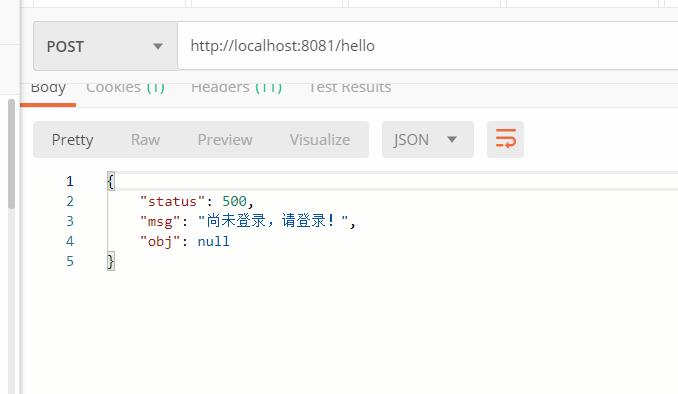 POST http://localhost:8081/hello
Body Cookies (1) Headers (11) Test Results
Pretty Raw Preview Visualize JSON
1 {
2 "status": 500,
3 "msg": "尚未登录，请登录！",
4 "obj": null
5 }